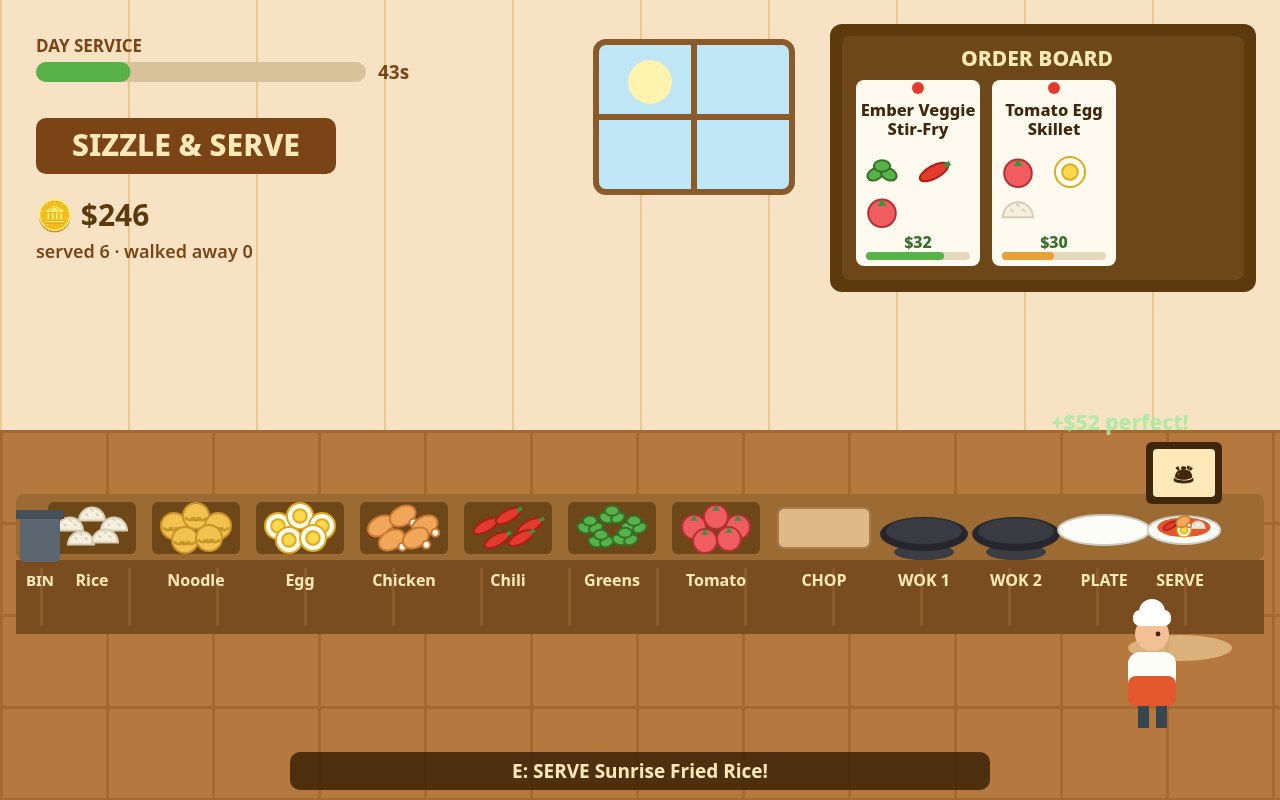 DAY SERVICE
43s
SIZZLE & SERVE
$246
served 6 · walked away 0
ORDER BOARD
Ember Veggie
Stir-Fry
$32
Tomato Egg
Skillet
$30
+$52 perfect!
BIN
Rice
Noodle
Egg
Chicken
Chili
Greens
Tomato
CHOP
WOK 1
WOK 2
PLATE
SERVE
E: SERVE Sunrise Fried Rice!